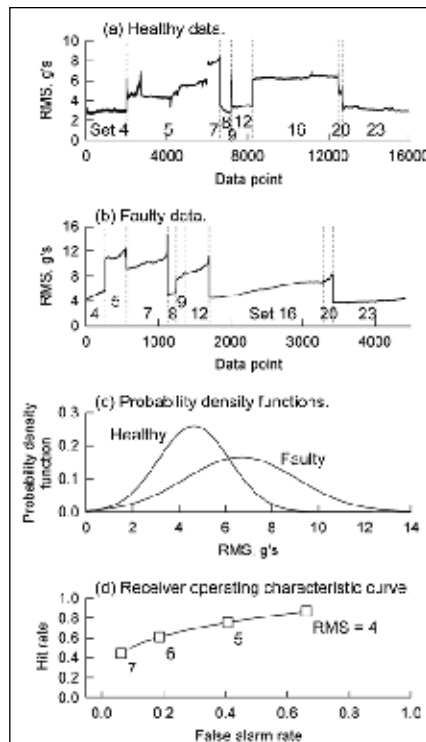 (a) Healthy data.
RMS, g's
10
8
6
4
2
0
Set 4 5 7 8 9 12 16 20 23
0 4000 8000 12000 16000
Data point
(b) Faulty data.
RMS, g's
16
12
8
4
0
4 5 7 8 9 12 Set 16 20 23
0 1000 2000 3000 4000
Data point
(c) Probability density functions.
Probability density
function
0.3
0.2
0.1
0.0
Healthy
Faulty
0 2 4 6 8 10 12 14
RMS, g's
(d) Receiver operating characteristic curve
Hit rate
1.0
0.8
0.6
0.4
0.2
0.0
7 6 5 RMS = 4
0.0 0.2 0.4 0.6 0.8 1.0
False alarm rate